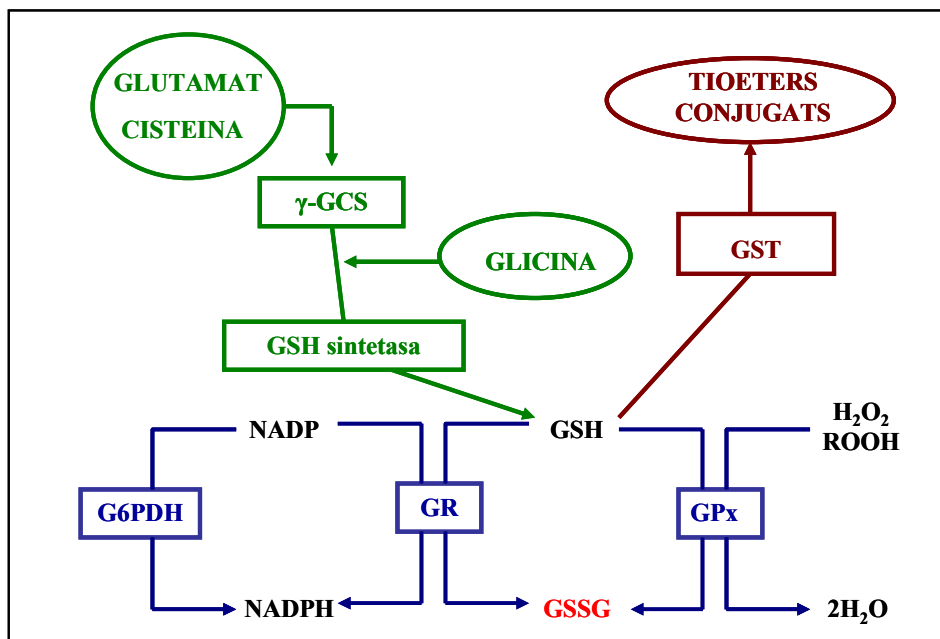 GLUTAMAT
CISTEINA
TIOETERS
CONJUGATS
γ-GCS
GST
GLICINA
GSH sintetasa
NADP
GSH
H₂O₂
ROOH
G6PDH
GR
GPx
NADPH
GSSG
2H₂O